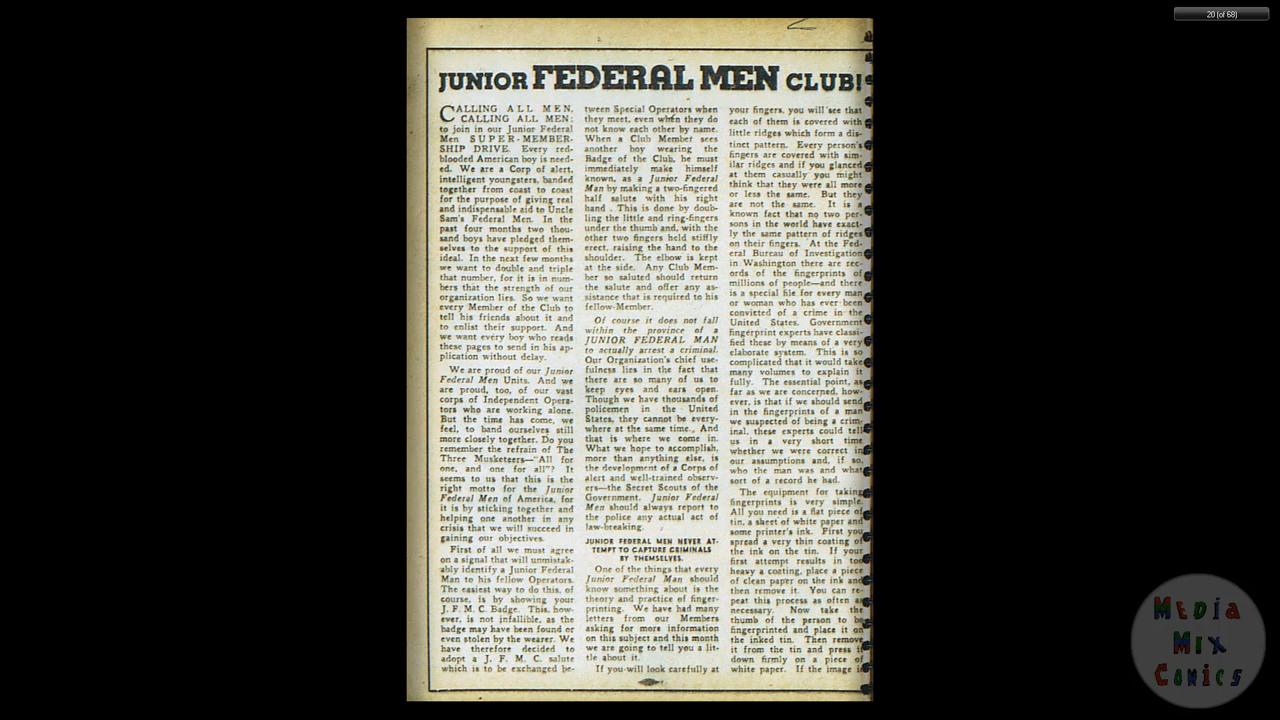 20 (of 68)
JUNIOR FEDERAL MEN CLUB!
CALLING ALL MEN,
CALLING ALL MEN:
to join in our Junior Federal
Men SUPER-MEMBER-
SHIP DRIVE. Every red-
blooded American boy is need-
ed. We are a Corp of alert,
intelligent youngsters, banded
together from coast to coast
for the purpose of giving real
and indispensable aid to Uncle
Sam's Federal Men. In the
past four months two thou-
sand boys have pledged them-
selves to the support of this
ideal. In the next few months
we want to double and triple
that number, for it is in num-
bers that the strength of our
organization lies. So we want
every Member of the Club to
tell his friends about it and
to enlist their support. And
we want every boy who reads
these pages to send in his ap-
plication without delay.
We are proud of our Junior
Federal Men Units. And we
are proud, too, of our vast
corps of Independent Opera-
tors who are working alone.
But the time has come, we
feel, to band ourselves still
more closely together. Do you
remember the refrain of The
Three Musketeers—"All for
one, and one for all"? It
seems to us that this is the
right motto for the Junior
Federal Men of America, for
it is by sticking together and
helping one another in any
crisis that we will succeed in
gaining our objectives.
First of all we must agree
on a signal that will unmistak-
ably identify a Junior Federal
Man to his fellow Operators.
The easiest way to do this, of
course, is by showing your
J. F. M. C. Badge. This, how-
ever, is not infallible, as the
badge may have been found or
even stolen by the wearer. We
have therefore decided to
adopt a J. F. M. C. salute
which is to be exchanged be-
tween Special Operators when
they meet, even when they do
not know each other by name.
When a Club Member sees
another boy wearing the
Badge of the Club, he must
immediately make himself
known, as a Junior Federal
Man by making a two-fingered
half salute with his right
hand. This is done by doub-
ling the little and ring-fingers
under the thumb and, with the
other two fingers held stiffly
erect, raising the hand to the
shoulder. The elbow is kept
at the side. Any Club Mem-
ber so saluted should return
the salute and offer any as-
sistance that is required to his
fellow-Member.
Of course it does not fall
within the province of a
JUNIOR FEDERAL MAN
to actually arrest a criminal.
Our Organization's chief use-
fulness lies in the fact that
there are so many of us to
keep eyes and ears open.
Though we have thousands of
policemen in the United
States, they cannot be every-
where at the same time. And
that is where we come in.
What we hope to accomplish,
more than anything else, is
the development of a Corps of
alert and well-trained observ-
ers—the Secret Scouts of the
Government. Junior Federal
Men should always report to
the police any actual act of
law-breaking.
JUNIOR FEDERAL MEN NEVER AT-
TEMPT TO CAPTURE CRIMINALS
BY THEMSELVES.
One of the things that every
Junior Federal Man should
know something about is the
theory and practice of finger-
printing. We have had many
letters from our Members
asking for more information
on this subject and this month
we are going to tell you a lit-
tle about it.
If you will look carefully at
your fingers, you will see that
each of them is covered with
little ridges which form a dis-
tinct pattern. Every person's
fingers are covered with sim-
ilar ridges and if you glanced
at them casually you might
think that they were all more
or less the same. But they
are not the same. It is a
known fact that no two per-
sons in the world have exact-
ly the same pattern of ridges
on their fingers. At the Fed-
eral Bureau of Investigation
in Washington there are rec-
ords of the fingerprints of
millions of people—and there
is a special file for every man
or woman who has ever been
convicted of a crime in the
United States. Government
fingerprint experts have classi-
fied these by means of a very
elaborate system. This is so
complicated that it would take
many volumes to explain it
fully. The essential point, as
far as we are concerned, how-
ever, is that if we should send
in the fingerprints of a man
we suspected of being a crim-
inal, these experts could tell
us in a very short time
whether we were correct in
our assumptions and, if so,
who the man was and what
sort of a record he had.
The equipment for taking
fingerprints is very simple.
All you need is a flat piece of
tin, a sheet of white paper and
some printer's ink. First you
spread a very thin coating of
the ink on the tin. If your
first attempt results in too
heavy a coating, place a piece
of clean paper on the ink and
then remove it. You can re-
peat this process as often as
necessary. Now take the
thumb of the person to be
fingerprinted and place it on
the inked tin. Then remove
it from the tin and press it
down firmly on a piece of
white paper. If the image is
MEDIA
MIX
COMICS